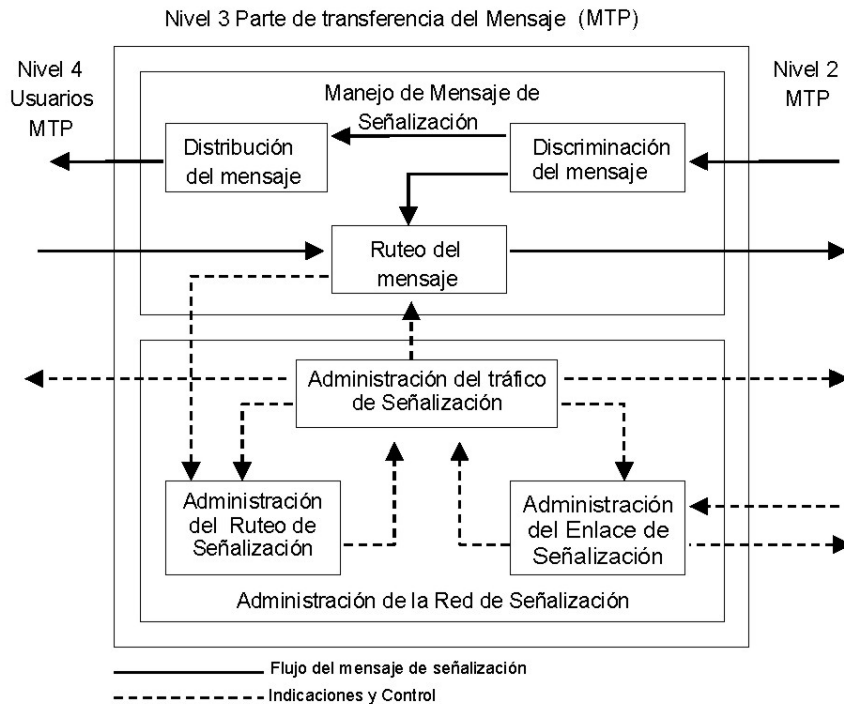 Nivel 3 Parte de transferencia del Mensaje (MTP)
Nivel 4
Usuarios
MTP
Nivel 2
MTP
Manejo de Mensaje de
Señalización
Distribución
del mensaje
Discriminación
del mensaje
Ruteo del
mensaje
Administración del tráfico
de Señalización
Administración
del Ruteo de
Señalización
Administración
del Enlace de
Señalización
Administración de la Red de Señalización
Flujo del mensaje de señalización
Indicaciones y Control